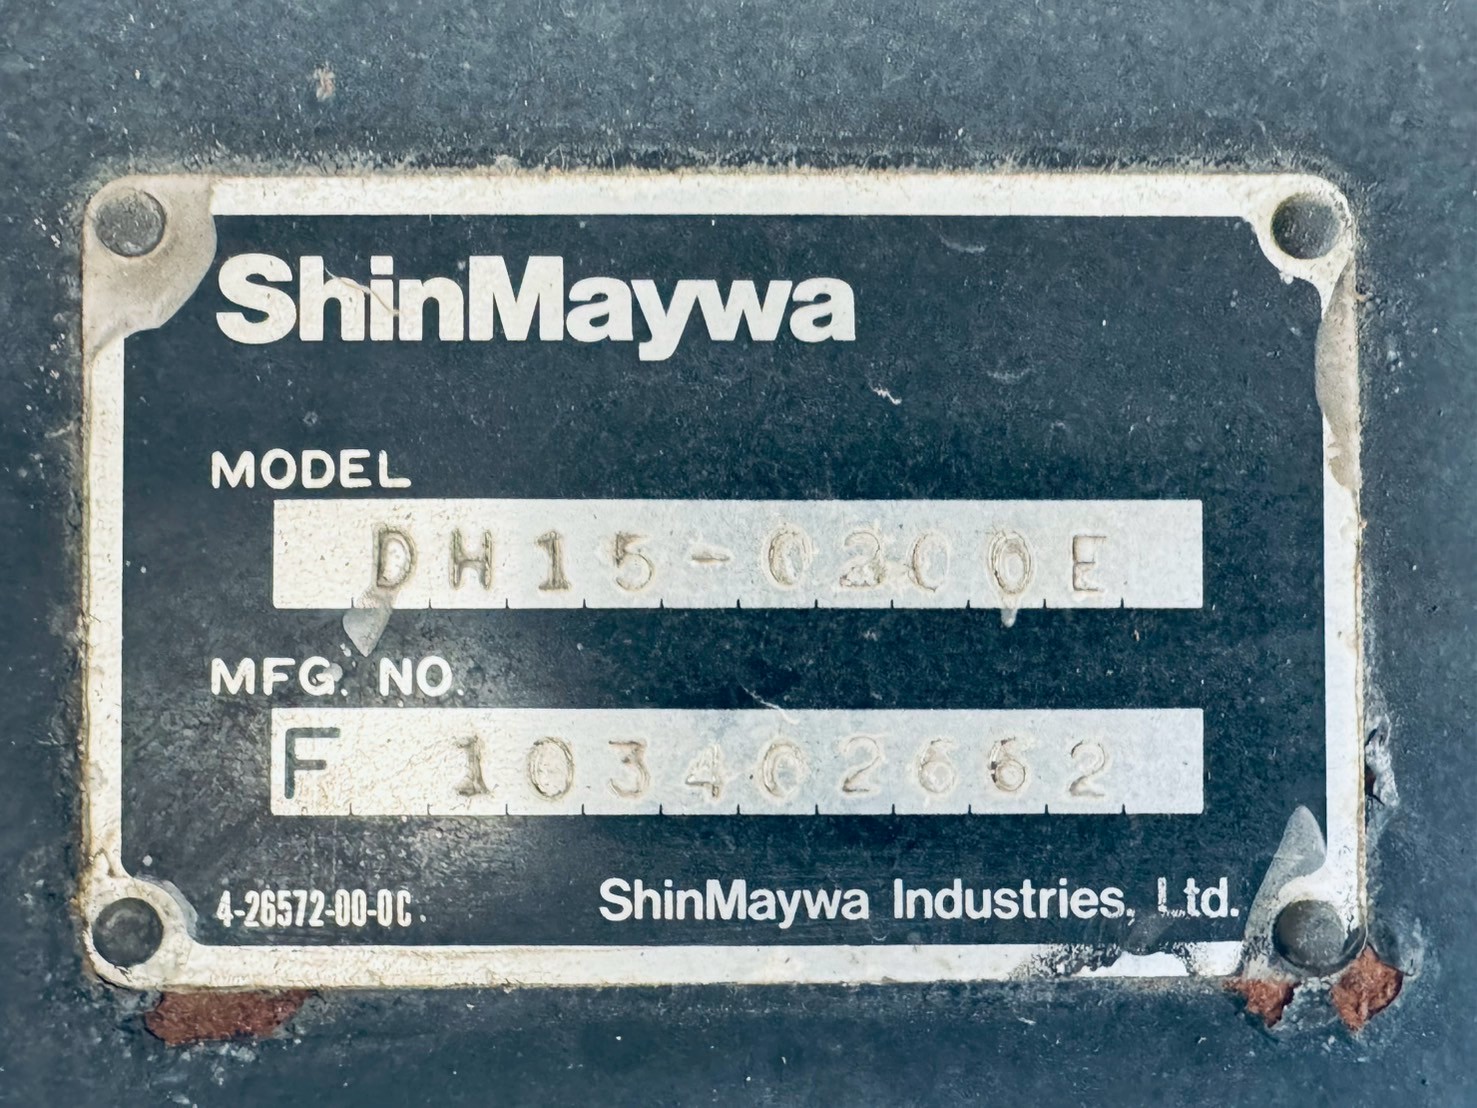 ShinMaywa
MODEL
DH15-0200E
MFG. NO.
F 103402662
4-26572-00-0C
ShinMaywa Industries, Ltd.